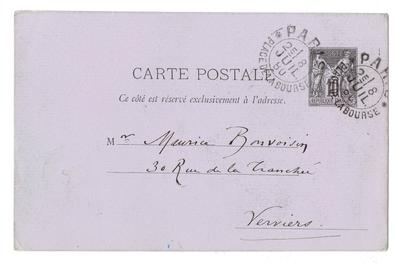 PARIS PARIS
PLACE DE LA BOURSE
CARTE POSTALE
Ce côté est réservé exclusivement à l'adresse.
Mr Maurice Bonvoisin
30 Rue de la Tranchée
Verviers